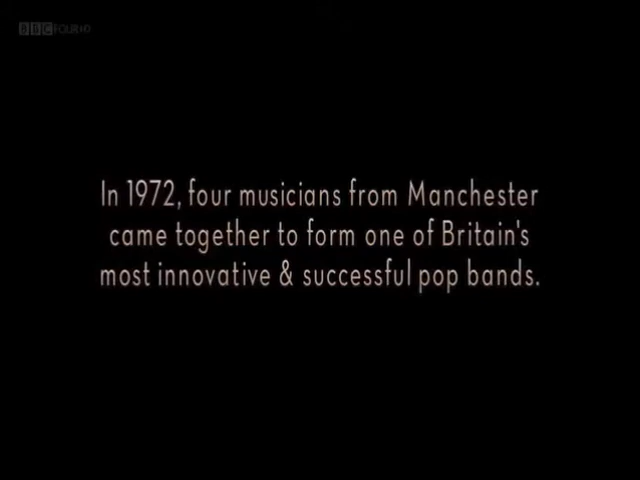 BBC FOUR HD
In 1972, four musicians from Manchester
came together to form one of Britain's
most innovative & successful pop bands.